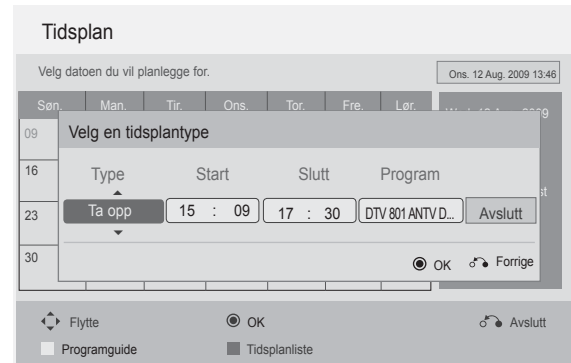 Tidsplan
Velg datoen du vil planlegge for.
Ons. 12 Aug. 2009 13:46
Søn. Man. Tir. Ons. Tor. Fre. Lør.
09
Velg en tidsplantype
16
Type Start Slutt Program
23
Ta opp 15 : 09 17 : 30 DTV 801 ANTV D... Avslutt
30
OK Forrige
Flytte OK Avslutt
Programguide Tidsplanliste